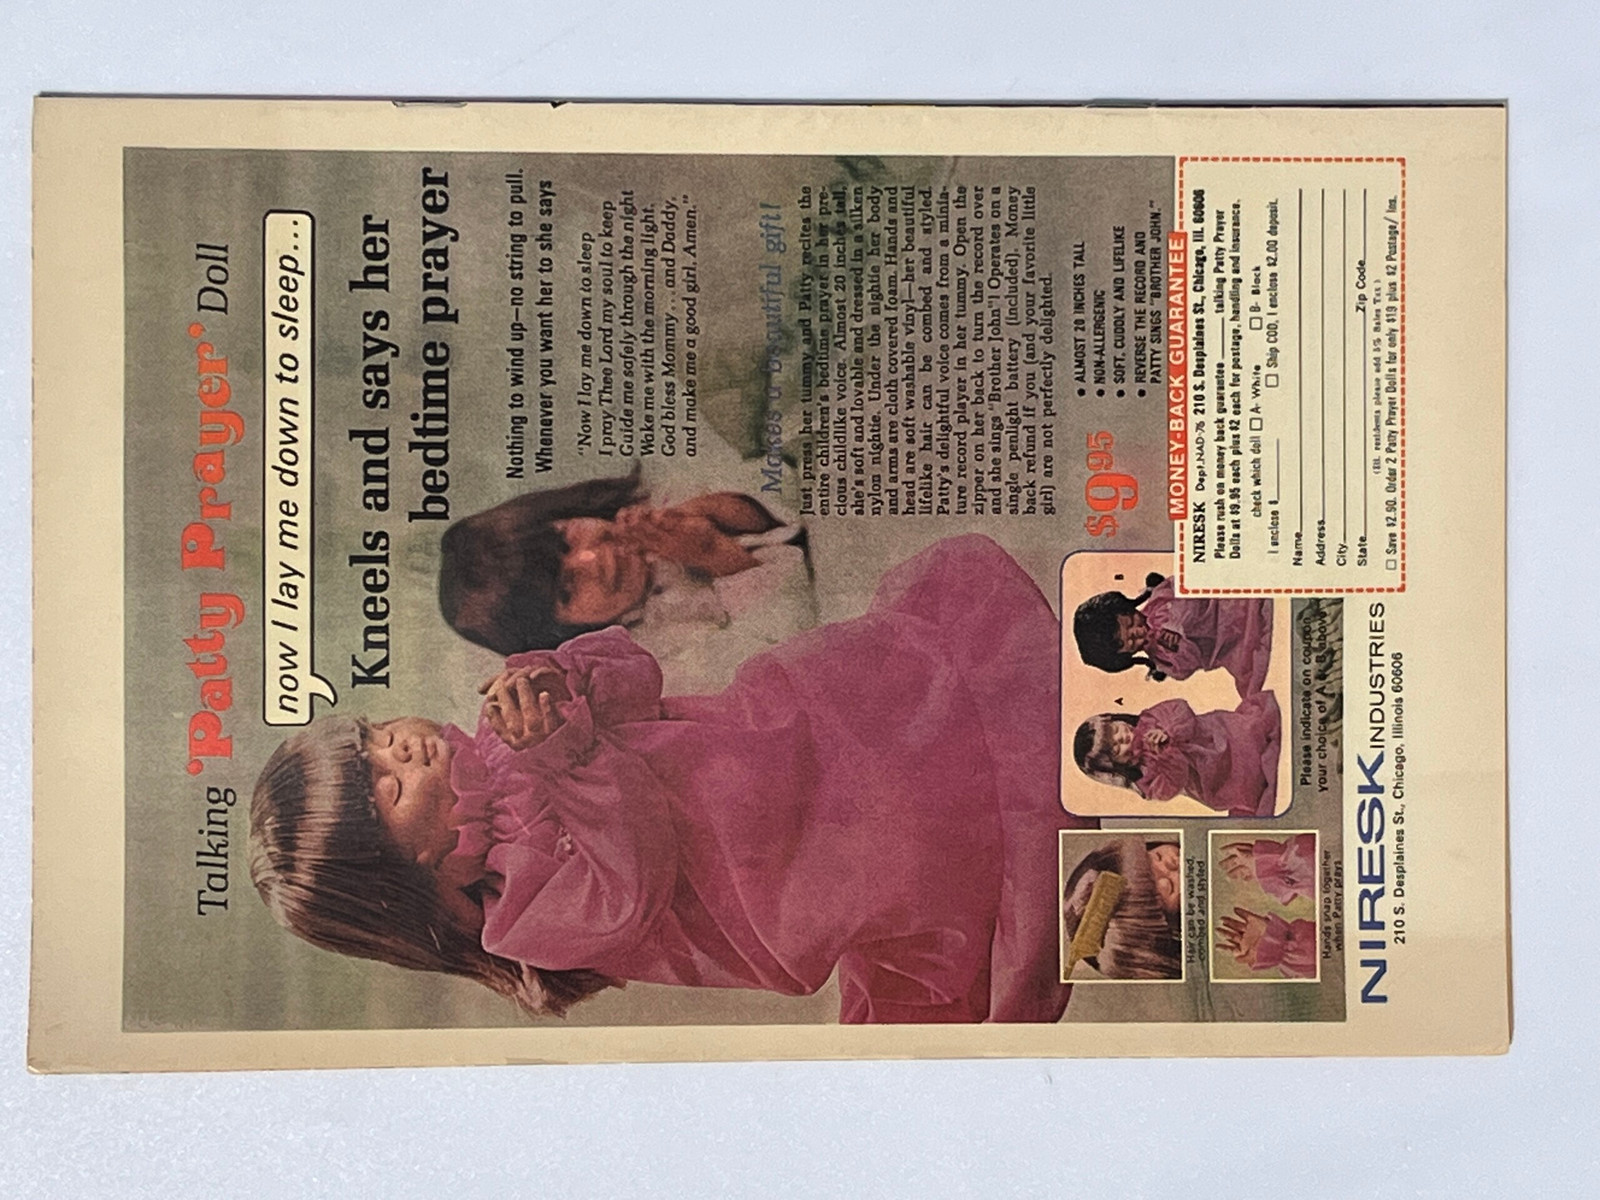 Talking 'Patty Prayer' Doll
now I lay me down to sleep...
Kneels and says her
bedtime prayer
Nothing to wind up—no string to pull.
Whenever you want her to she says
"Now I lay me down to sleep
I pray Thee Lord my soul to keep
Guide me safely through the night
Wake me with the morning light.
God bless Mommy... and Daddy,
and make me a good girl. Amen."
Makes a beautiful gift!
Just press her tummy and Patty recites the
entire children's bedtime prayer in her pre-
cious childlike voice. Almost 20 inches tall,
she's soft and lovable and dressed in a silken
nylon nightie. Under the nightie her body
and arms are cloth covered foam. Hands and
head are soft washable vinyl—her beautiful
lifelike hair can be combed and styled.
Patty's delightful voice comes from a minia-
ture record player in her tummy. Open the
zipper on her back to turn the record over
and she sings "Brother John"! Operates on a
single penlight battery (included). Money
back refund if you (and your favorite little
girl) are not perfectly delighted.
$9.95
• ALMOST 20 INCHES TALL
• NON-ALLERGENIC
• SOFT, CUDDLY AND LIFELIKE
• REVERSE THE RECORD AND
PATTY SINGS "BROTHER JOHN."
Hair can be washed,
combed and styled
Hands snap together
when Patty prays
A
B
Please indicate on coupon
your choice of A or B above
MONEY-BACK GUARANTEE
NIRESK Dept. NAD-76 210 S. Desplaines St., Chicago, Ill. 60606
Please rush on money back guarantee ____ talking Patty Prayer
Dolls at $9.95 each plus $2 each for postage, handling and insurance.
check which doll □ A- White □ B- Black
I enclose $________ □ Ship COD, I enclose $2.00 deposit.
Name
Address
City
State Zip Code
□ Save $2.90. Order 2 Patty Prayer Dolls for only $19 plus $2 Postage/Ins.
(Ill. residents please add 5% Sales Tax)
NIRESK INDUSTRIES
210 S. Desplaines St., Chicago, Illinois 60606